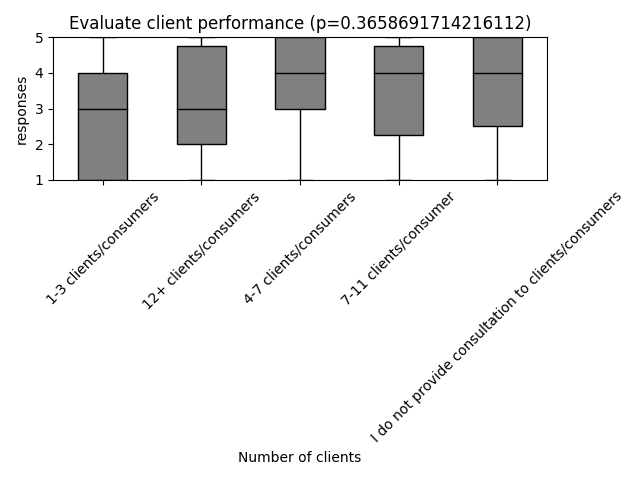 Evaluate client performance (p=0.3658691714216112)
5
4
3
2
1
responses
1-3 clients/consumers
12+ clients/consumers
4-7 clients/consumers
7-11 clients/consumer
I do not provide consultation to clients/consumers
Number of clients